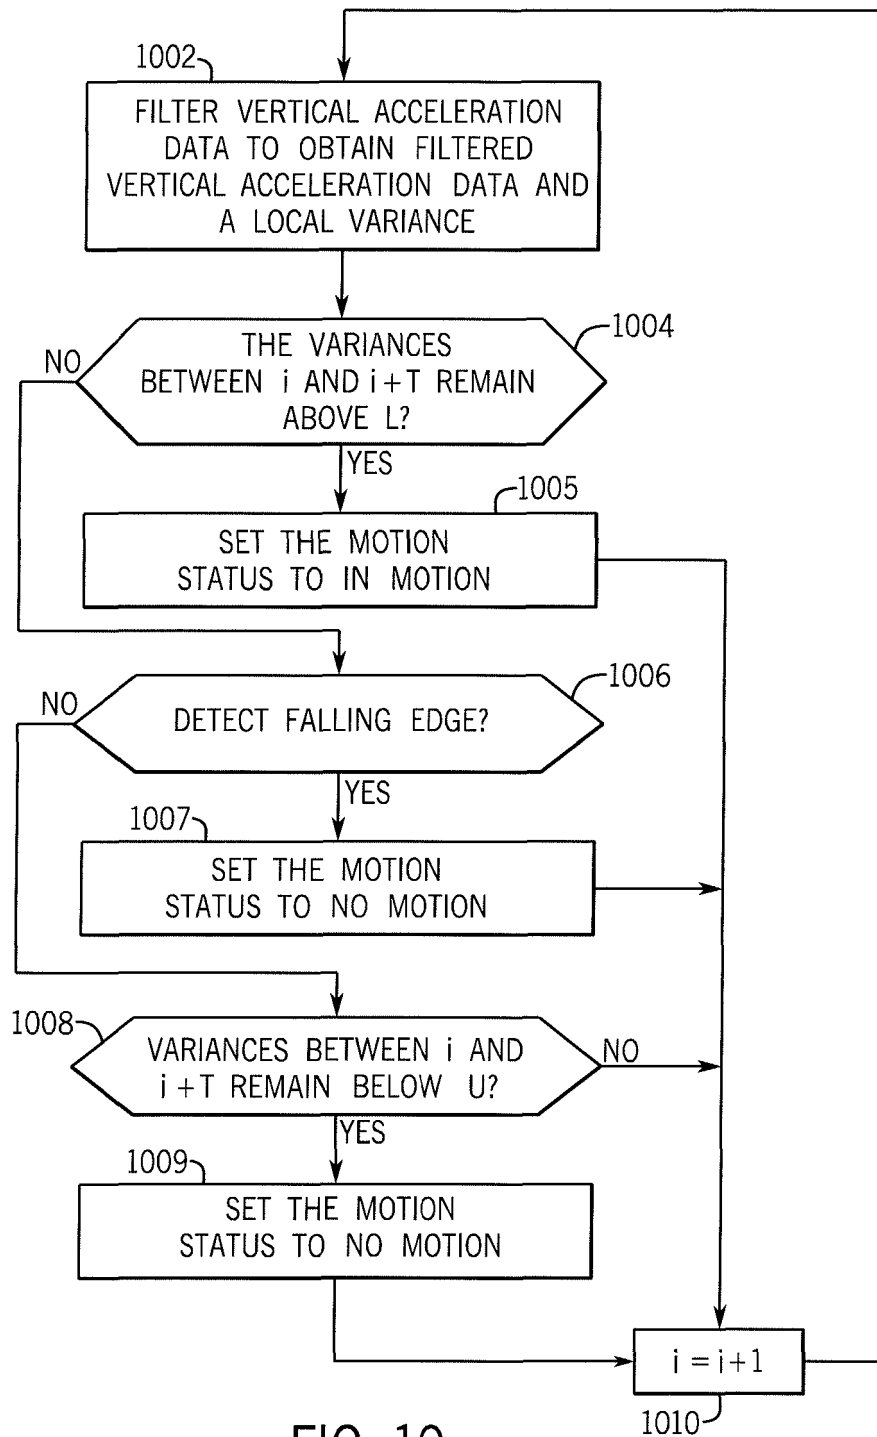 1002
FILTER VERTICAL ACCELERATION
DATA TO OBTAIN FILTERED
VERTICAL ACCELERATION DATA AND
A LOCAL VARIANCE
1004
NO
THE VARIANCES
BETWEEN i AND i+T REMAIN
ABOVE L?
YES
1005
SET THE MOTION
STATUS TO IN MOTION
1006
NO
DETECT FALLING EDGE?
YES
1007
SET THE MOTION
STATUS TO NO MOTION
1008
VARIANCES BETWEEN i AND
i+T REMAIN BELOW U?
NO
YES
1009
SET THE MOTION
STATUS TO NO MOTION
i = i+1
1010
FIG. 10